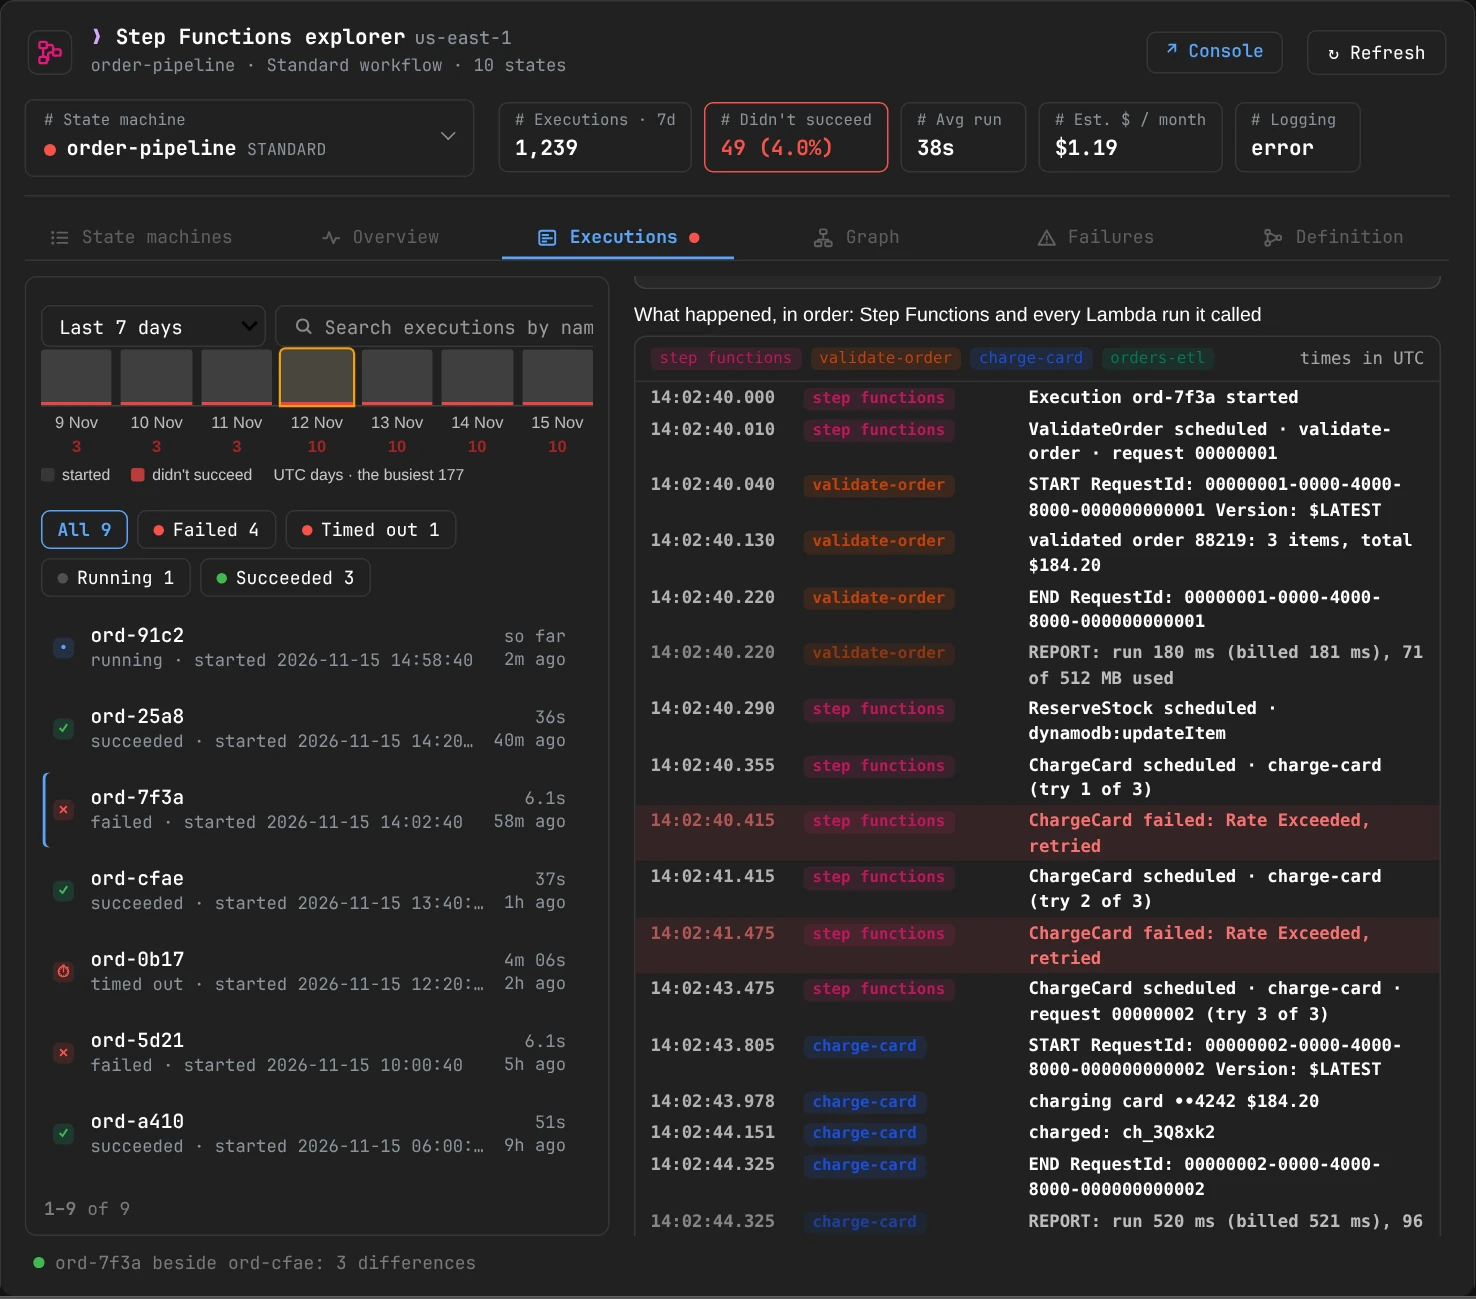 Step Functions explorer us-east-1
order-pipeline · Standard workflow · 10 states
↗ Console
↻ Refresh
# State machine
order-pipeline STANDARD
# Executions · 7d
1,239
# Didn't succeed
49 (4.0%)
# Avg run
38s
# Est. $ / month
$1.19
# Logging
error
State machines
Overview
Executions
Graph
Failures
Definition
Last 7 days
Search executions by nam
9 Nov 10 Nov 11 Nov 12 Nov 13 Nov 14 Nov 15 Nov
3 3 3 10 10 10 10
started didn't succeed UTC days · the busiest 177
All 9 Failed 4 Timed out 1
Running 1 Succeeded 3
ord-91c2 so far
running · started 2026-11-15 14:58:40 2m ago
ord-25a8 36s
succeeded · started 2026-11-15 14:20… 40m ago
ord-7f3a 6.1s
failed · started 2026-11-15 14:02:40 58m ago
ord-cfae 37s
succeeded · started 2026-11-15 13:40:… 1h ago
ord-0b17 4m 06s
timed out · started 2026-11-15 12:20:… 2h ago
ord-5d21 6.1s
failed · started 2026-11-15 10:00:40 5h ago
ord-a410 51s
succeeded · started 2026-11-15 06:00:… 9h ago
1–9 of 9
What happened, in order: Step Functions and every Lambda run it called
step functions validate-order charge-card orders-etl times in UTC
14:02:40.000 step functions Execution ord-7f3a started
14:02:40.010 step functions ValidateOrder scheduled · validate-
order · request 00000001
14:02:40.040 validate-order START RequestId: 00000001-0000-4000-
8000-000000000001 Version: $LATEST
14:02:40.130 validate-order validated order 88219: 3 items, total
$184.20
14:02:40.220 validate-order END RequestId: 00000001-0000-4000-
8000-000000000001
14:02:40.220 validate-order REPORT: run 180 ms (billed 181 ms), 71
of 512 MB used
14:02:40.290 step functions ReserveStock scheduled ·
dynamodb:updateItem
14:02:40.355 step functions ChargeCard scheduled · charge-card
(try 1 of 3)
14:02:40.415 step functions ChargeCard failed: Rate Exceeded,
retried
14:02:41.415 step functions ChargeCard scheduled · charge-card
(try 2 of 3)
14:02:41.475 step functions ChargeCard failed: Rate Exceeded,
retried
14:02:43.475 step functions ChargeCard scheduled · charge-card ·
request 00000002 (try 3 of 3)
14:02:43.805 charge-card START RequestId: 00000002-0000-4000-
8000-000000000002 Version: $LATEST
14:02:43.978 charge-card charging card ••4242 $184.20
14:02:44.151 charge-card charged: ch_3Q8xk2
14:02:44.325 charge-card END RequestId: 00000002-0000-4000-
8000-000000000002
14:02:44.325 charge-card REPORT: run 520 ms (billed 521 ms), 96
ord-7f3a beside ord-cfae: 3 differences